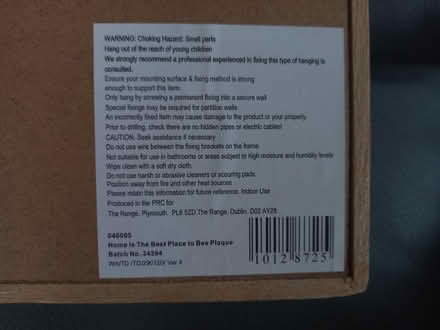 WARNING: Choking Hazard: Small parts
Hang out of the reach of young children
We strongly recommend a professional experienced in fixing this type of hanging is
consulted.
Ensure your mounting surface & fixing method is strong
enough to support this item
Only hang by screwing a permanent fixing into a secure wall
Special fixings may be required for partition walls
An incorrectly fixed item may cause damage to the product or your property
Prior to drilling, check there are no hidden pipes or electric cables!
CAUTION: Seek assistance if necessary
Do not use wire between the fixing brackets on the frame
Not suitable for use in bathrooms or areas subject to high moisture and humidity levels
Wipe clean with a soft dry cloth.
Do not use harsh or abrasive cleaners or scouring pads.
Position away from fire and other heat sources
Please retain this information for future reference. Indoor Use
Produced in the PRC for:
The Range, Plymouth. PL6 5ZD The Range, Dublin, D02 AY28
Home Is The Best Place to Bee Plaque
Batch No. 34394
Ver 4
1012 8725